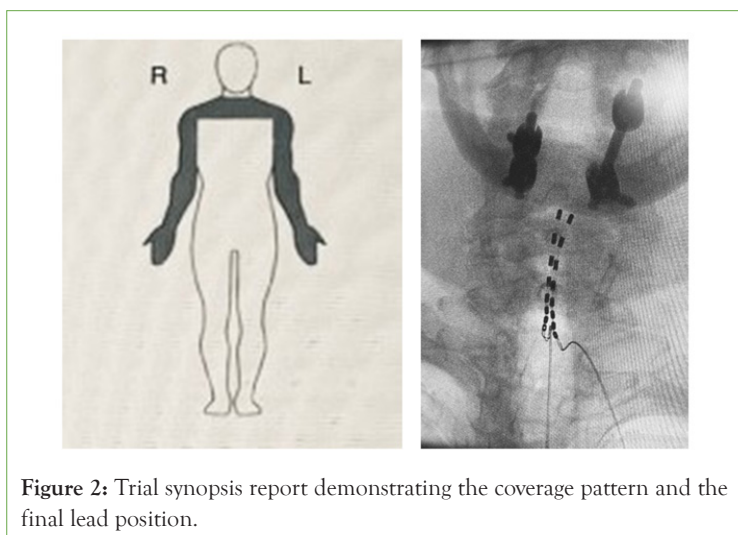 R L
Figure 2: Trial synopsis report demonstrating the coverage pattern and the
final lead position.